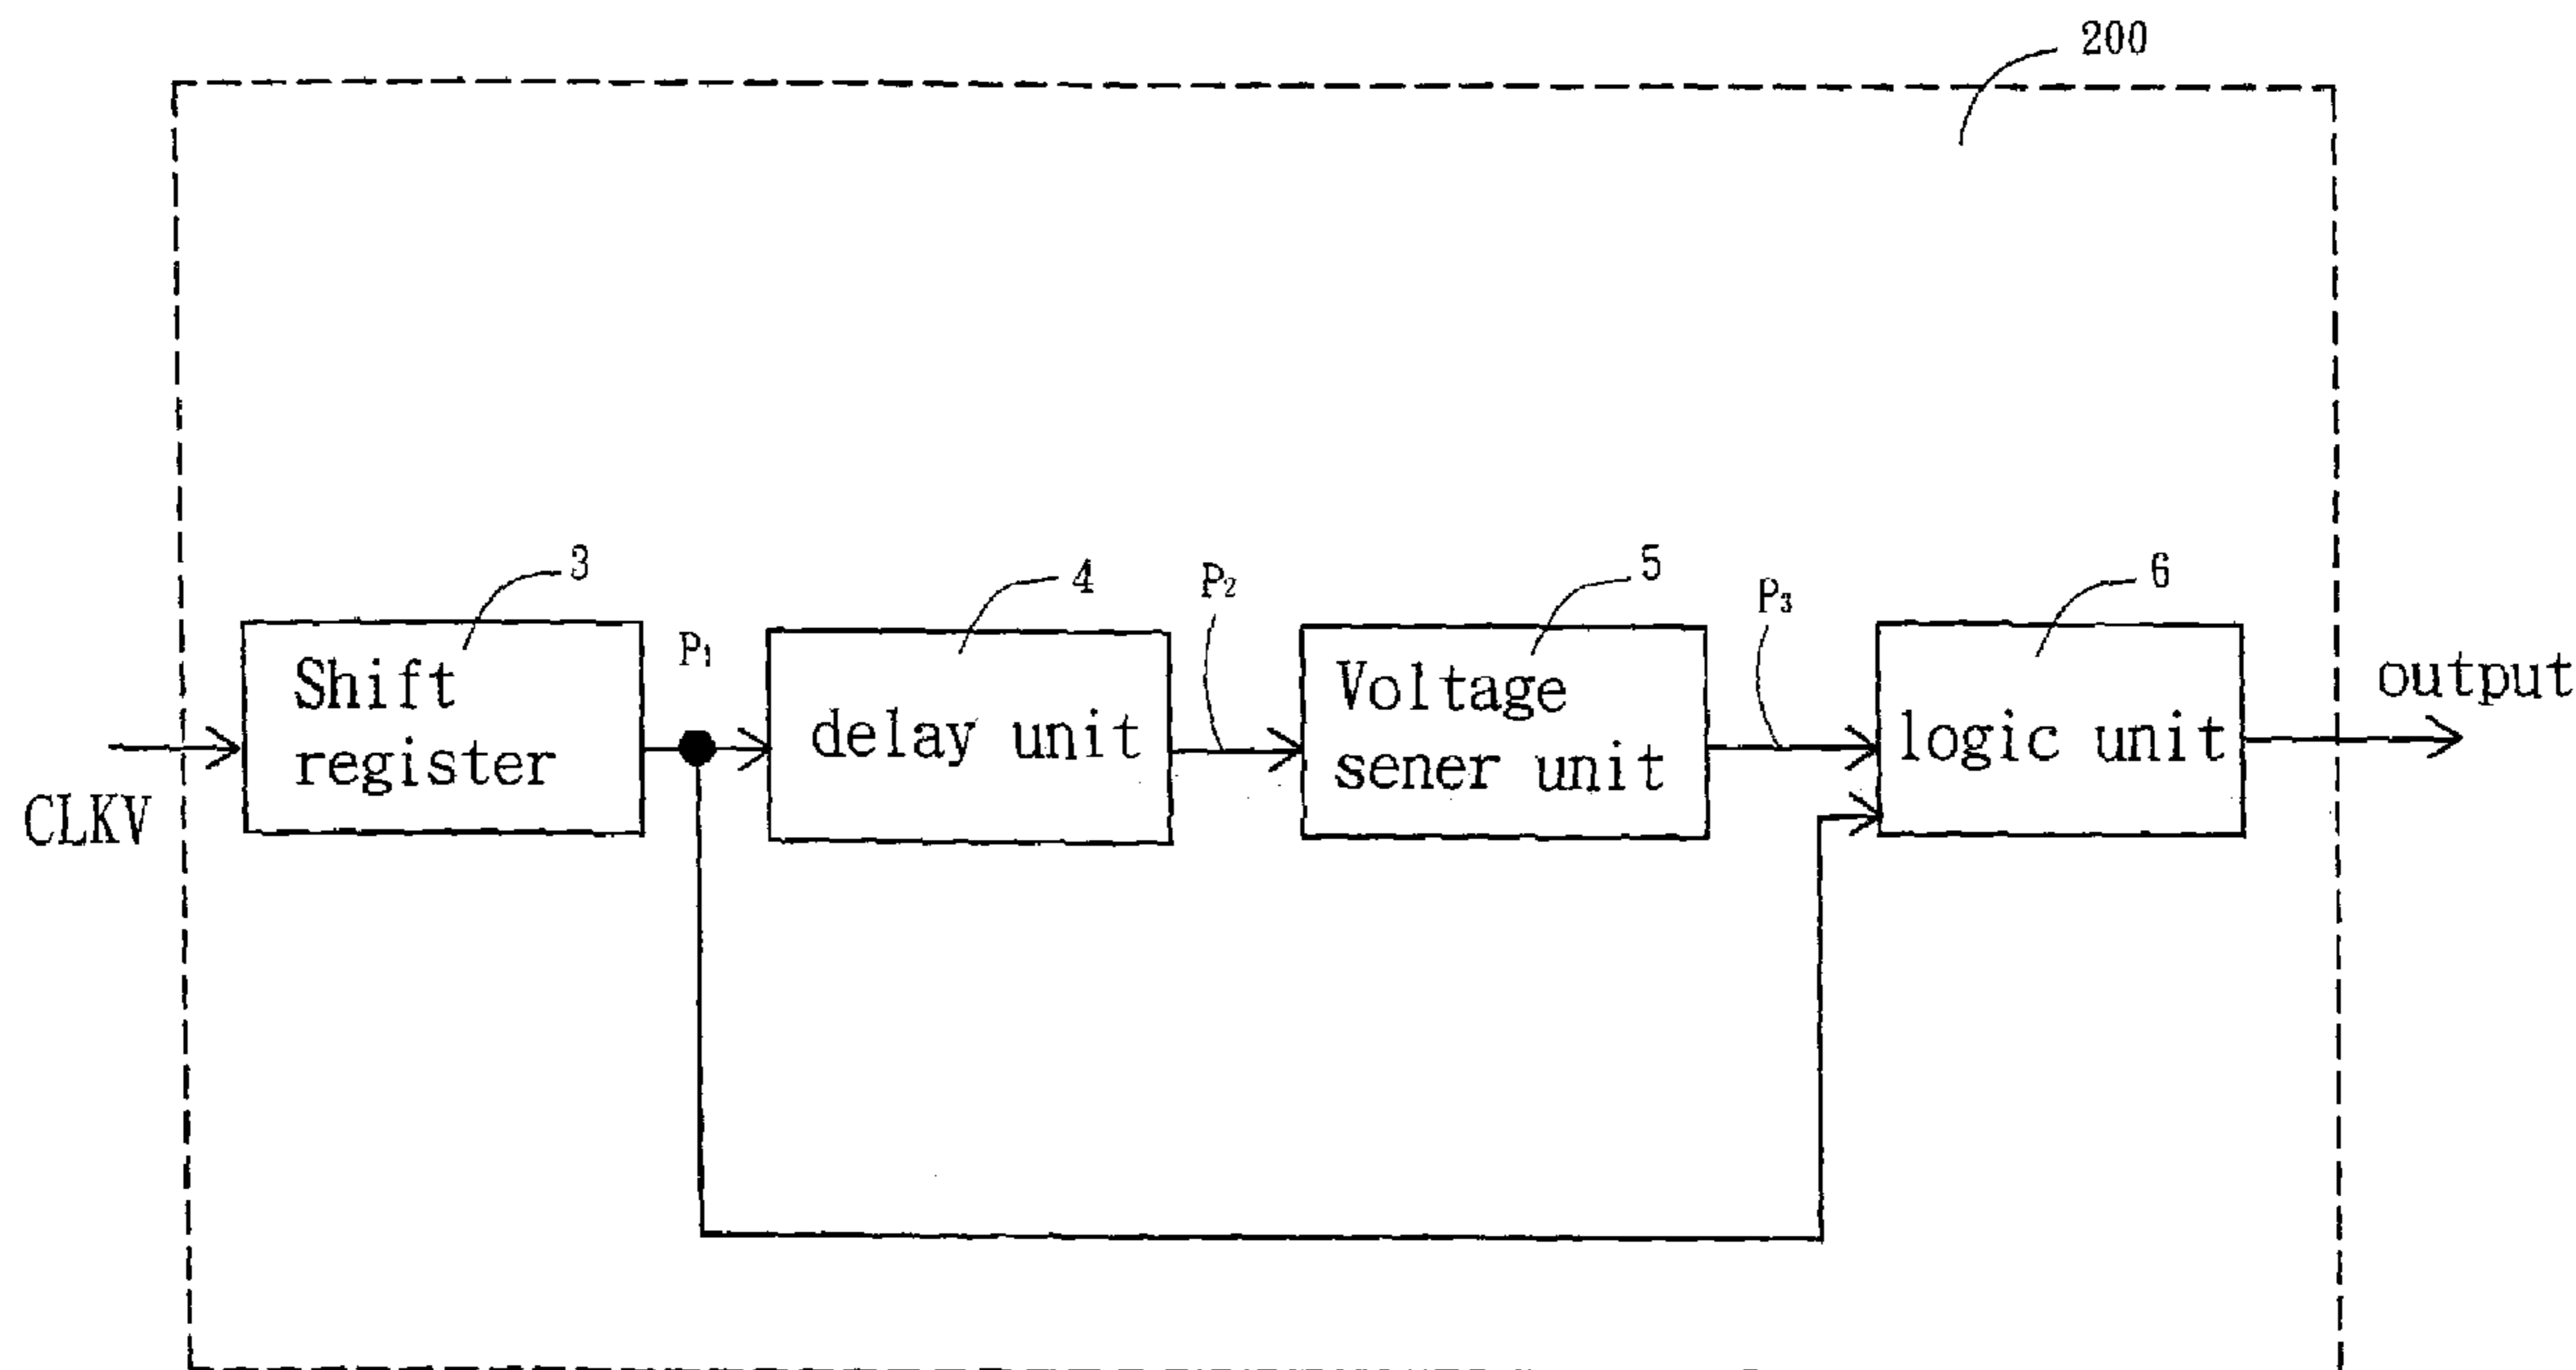 200
3
4
P₂
5
P₃
6
Shift
register
P₁
delay unit
Voltage
sener unit
logic unit
output
CLKV